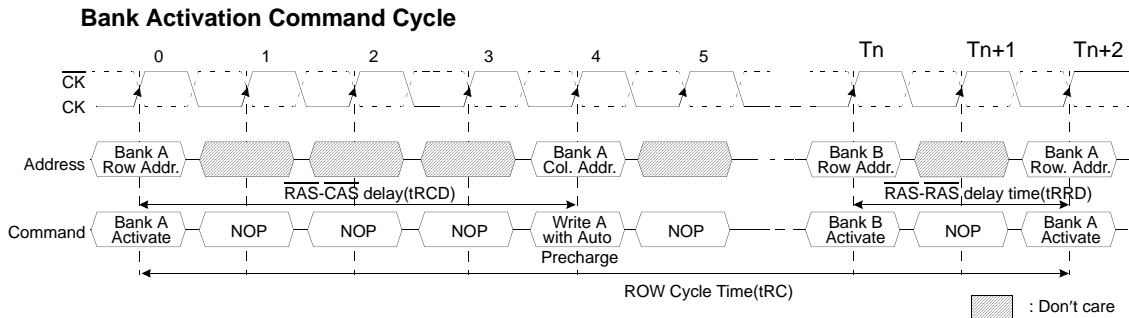 Bank Activation Command Cycle
0 1 2 3 4 5 Tn Tn+1 Tn+2
CK
CK
Address
Bank A
Row Addr.
Bank A
Col. Addr.
Bank B
Row Addr.
Bank A
Row. Addr.
RAS-CAS delay(tRCD)
RAS-RAS delay time(tRRD)
Command
Bank A
Activate
NOP
NOP
NOP
Write A
with Auto
Precharge
NOP
Bank B
Activate
NOP
Bank A
Activate
ROW Cycle Time(tRC)
: Don't care